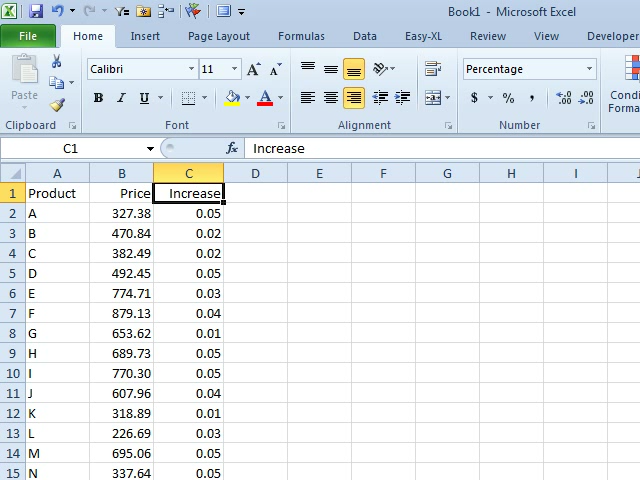 Book1 - Microsoft Excel
File Home Insert Page Layout Formulas Data Easy-XL Review View Developer
Calibri 11 A A Percentage
Paste B I U A $ % , .00 .0 Condi
Forma
Clipboard Font Alignment Number
C1 fx Increase
A B C D E F G H I J
1 Product Price Increase
2 A 327.38 0.05
3 B 470.84 0.02
4 C 382.49 0.02
5 D 492.45 0.05
6 E 774.71 0.03
7 F 879.13 0.04
8 G 653.62 0.01
9 H 689.73 0.05
10 I 770.30 0.05
11 J 607.96 0.04
12 K 318.89 0.01
13 L 226.69 0.03
14 M 695.06 0.05
15 N 337.64 0.05